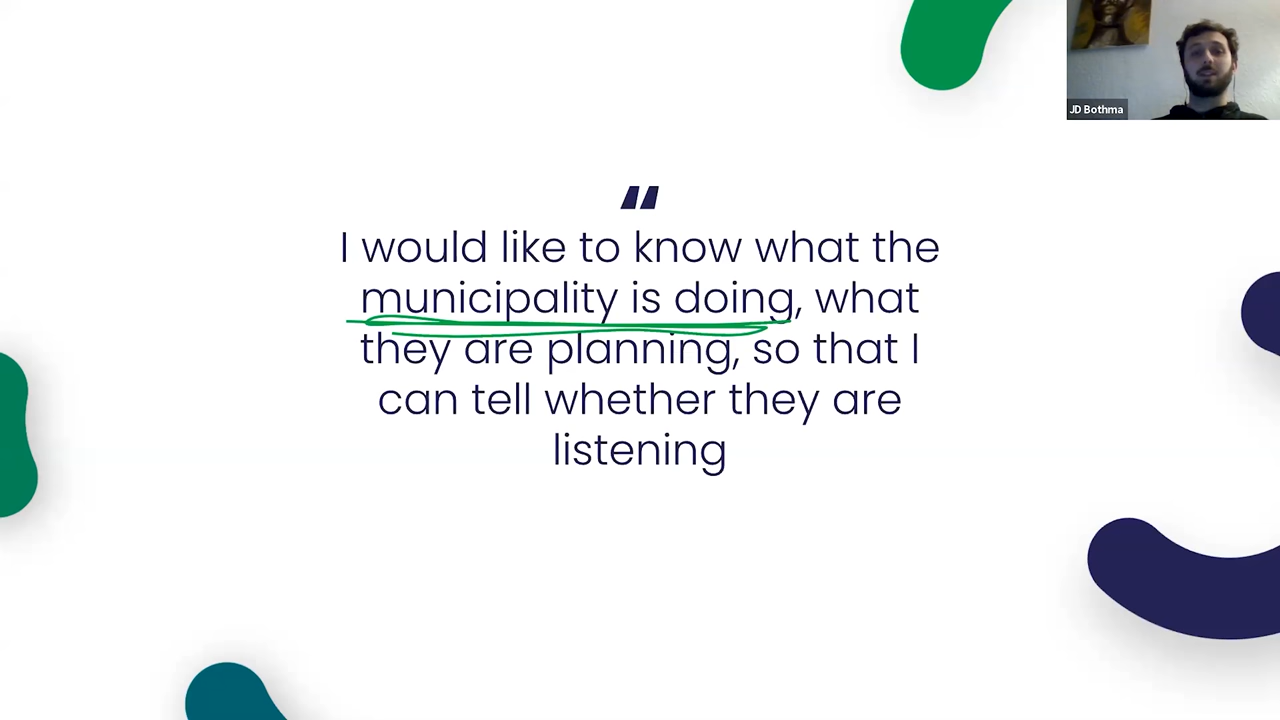 JD Bothma
“
I would like to know what the
municipality is doing, what
they are planning, so that I
can tell whether they are
listening